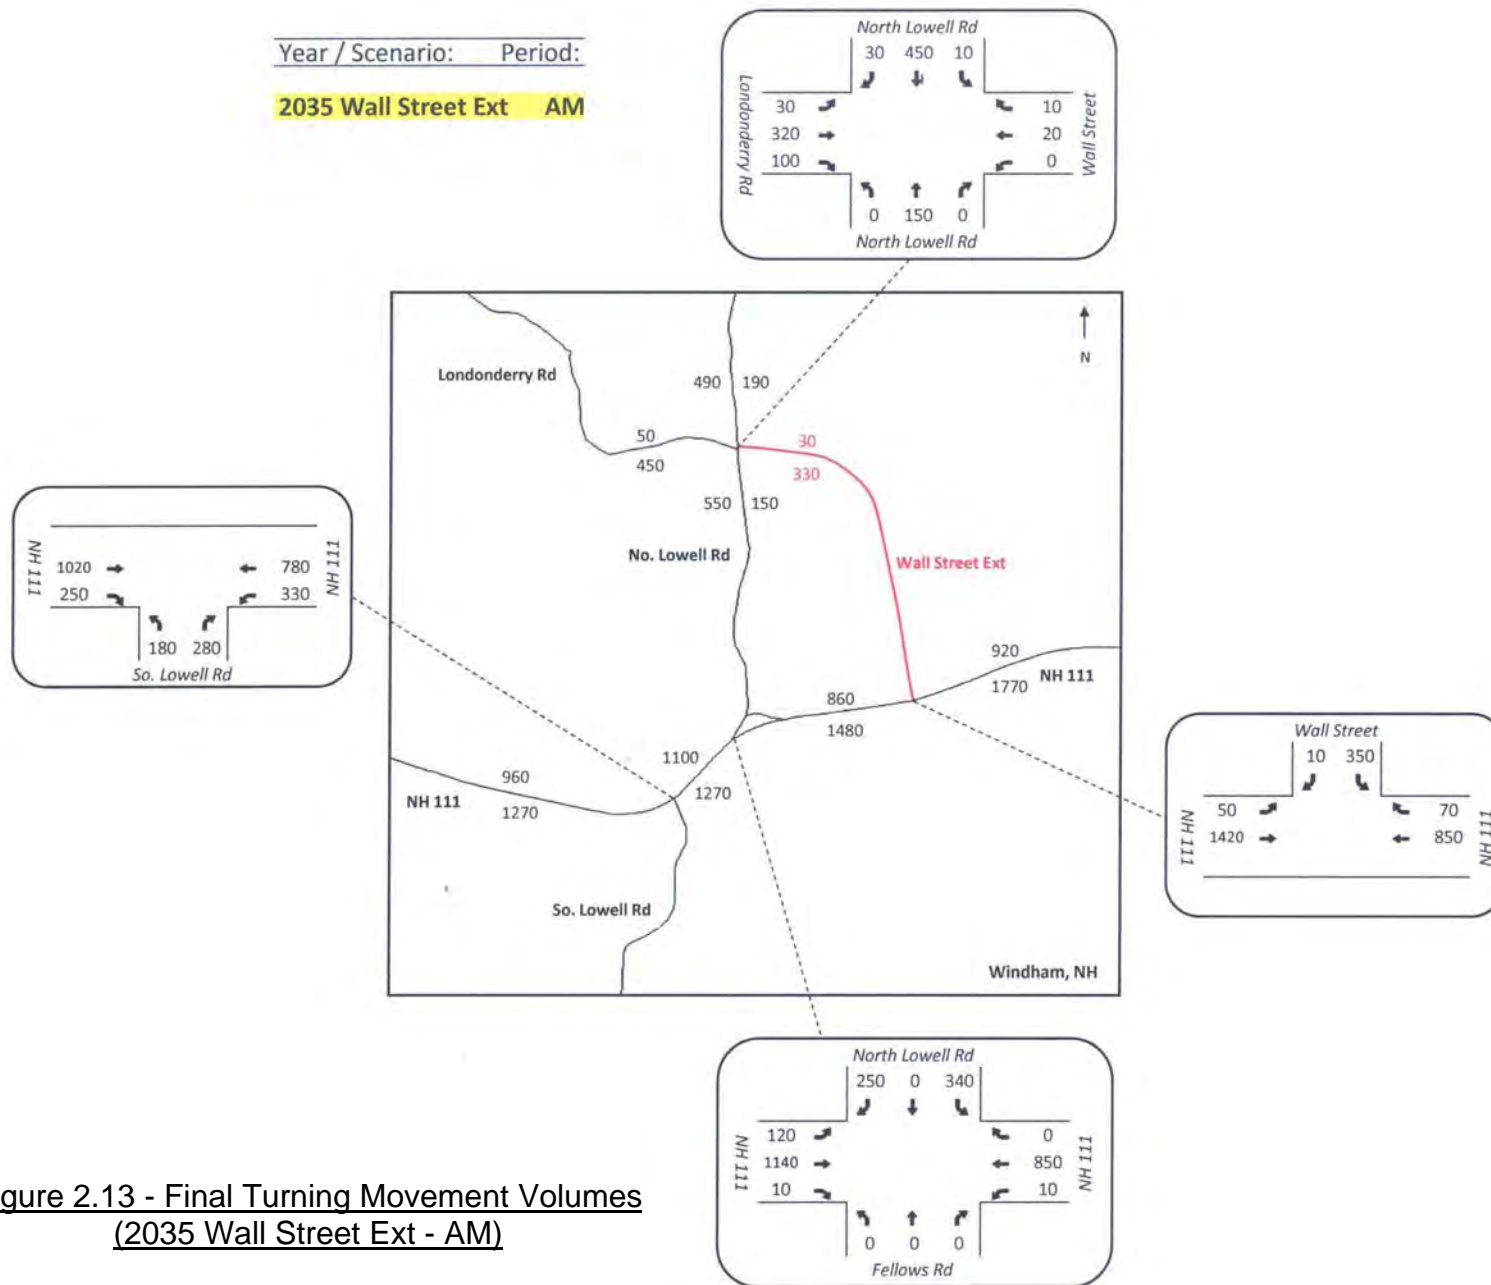 Year / Scenario: Period:
2035 Wall Street Ext AM
North Lowell Rd
30 450 10
Londonderry Rd
30
320
100
10
20
0
Wall Street
0 150 0
North Lowell Rd
N
Londonderry Rd
490 190
50
450
30
330
550 150
No. Lowell Rd
Wall Street Ext
920
1770
NH 111
860
1480
1100
1270
960
1270
NH 111
So. Lowell Rd
Windham, NH
NH 111
1020
250
780
330
NH 111
180 280
So. Lowell Rd
Wall Street
10 350
NH 111
50
1420
70
850
NH 111
North Lowell Rd
250 0 340
NH 111
120
1140
10
0
850
10
NH 111
0 0 0
Fellows Rd
gure 2.13 - Final Turning Movement Volumes
(2035 Wall Street Ext - AM)